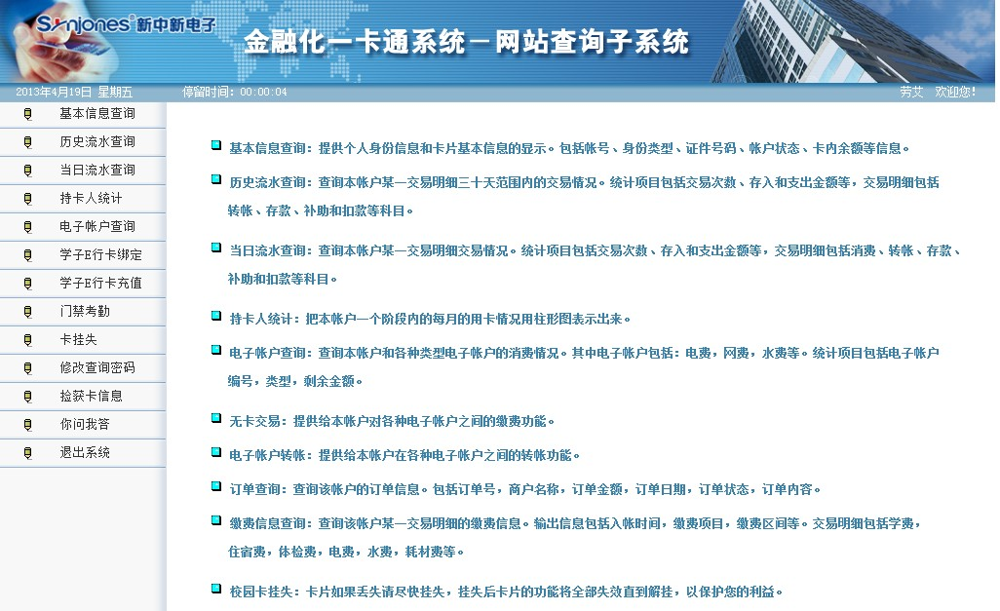 Synjones 新中新电子
金融化一卡通系统－网站查询子系统
2013年4月19日 星期五 停留时间：00:00:04 劳艾 欢迎您！
基本信息查询
历史流水查询
当日流水查询
持卡人统计
电子帐户查询
学子E行卡绑定
学子E行卡充值
门禁考勤
卡挂失
修改查询密码
捡获卡信息
你问我答
退出系统
基本信息查询：提供个人身份信息和卡片基本信息的显示。包括帐号、身份类型、证件号码、帐户状态、卡内余额等信息。
历史流水查询：查询本帐户某一交易明细三十天范围内的交易情况。统计项目包括交易次数、存入和支出金额等，交易明细包括
转帐、存款、补助和扣款等科目。
当日流水查询：查询本帐户某一交易明细交易情况。统计项目包括交易次数、存入和支出金额等，交易明细包括消费、转帐、存款、
补助和扣款等科目。
持卡人统计：把本帐户一个阶段内的每月的用卡情况用柱形图表示出来。
电子帐户查询：查询本帐户和各种类型电子帐户的消费情况。其中电子帐户包括：电费，网费，水费等。统计项目包括电子帐户
编号，类型，剩余金额。
无卡交易：提供给本帐户对各种电子帐户之间的缴费功能。
电子帐户转帐：提供给本帐户在各种电子帐户之间的转帐功能。
订单查询：查询该帐户的订单信息。包括订单号，商户名称，订单金额，订单日期，订单状态，订单内容。
缴费信息查询：查询该帐户某一交易明细的缴费信息。输出信息包括入帐时间，缴费项目，缴费区间等。交易明细包括学费，
住宿费，体检费，电费，水费，耗材费等。
校园卡挂失：卡片如果丢失请尽快挂失，挂失后卡片的功能将全部失效直到解挂，以保护您的利益。